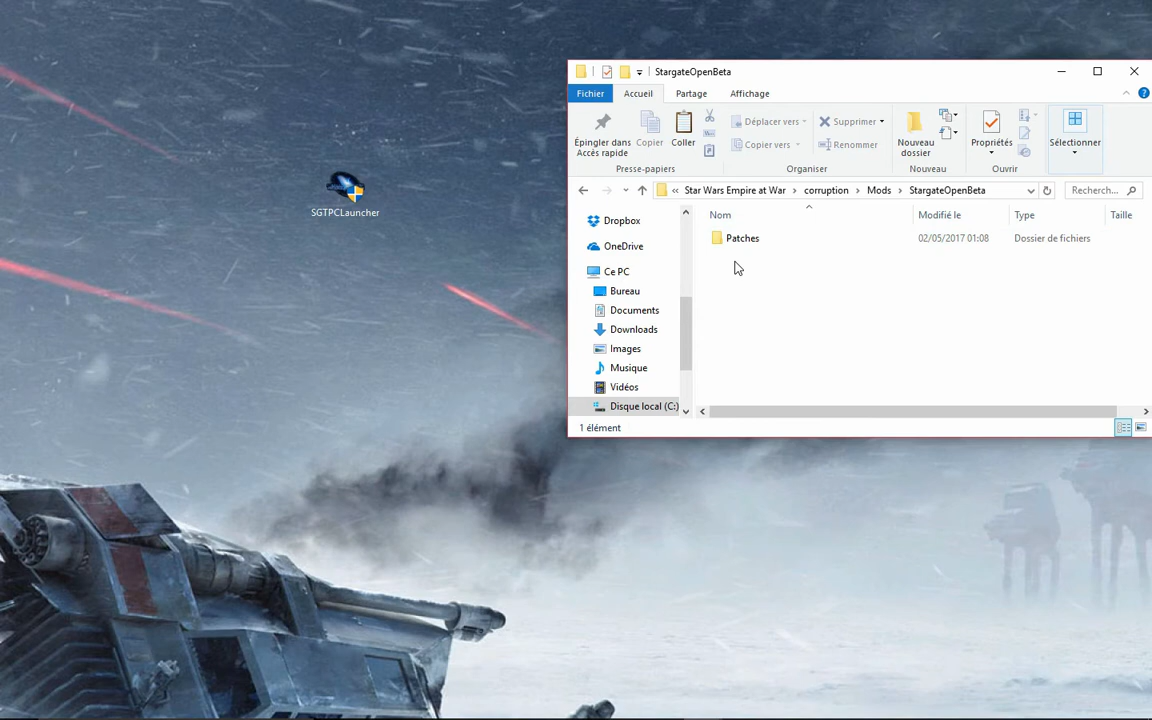 StargateOpenBeta
Fichier Accueil Partage Affichage
Épingler dans Accès rapide
Copier
Coller
Déplacer vers
Copier vers
Supprimer
Renommer
Nouveau dossier
Propriétés
Sélectionner
Presse-papiers Organiser Nouveau Ouvrir
« Star Wars Empire at War › corruption › Mods › StargateOpenBeta
Recherch...
Nom Modifié le Type Taille
Patches 02/05/2017 01:08 Dossier de fichiers
Dropbox
OneDrive
Ce PC
Bureau
Documents
Downloads
Images
Musique
Vidéos
Disque local (C:)
1 élément
SGTPCLauncher